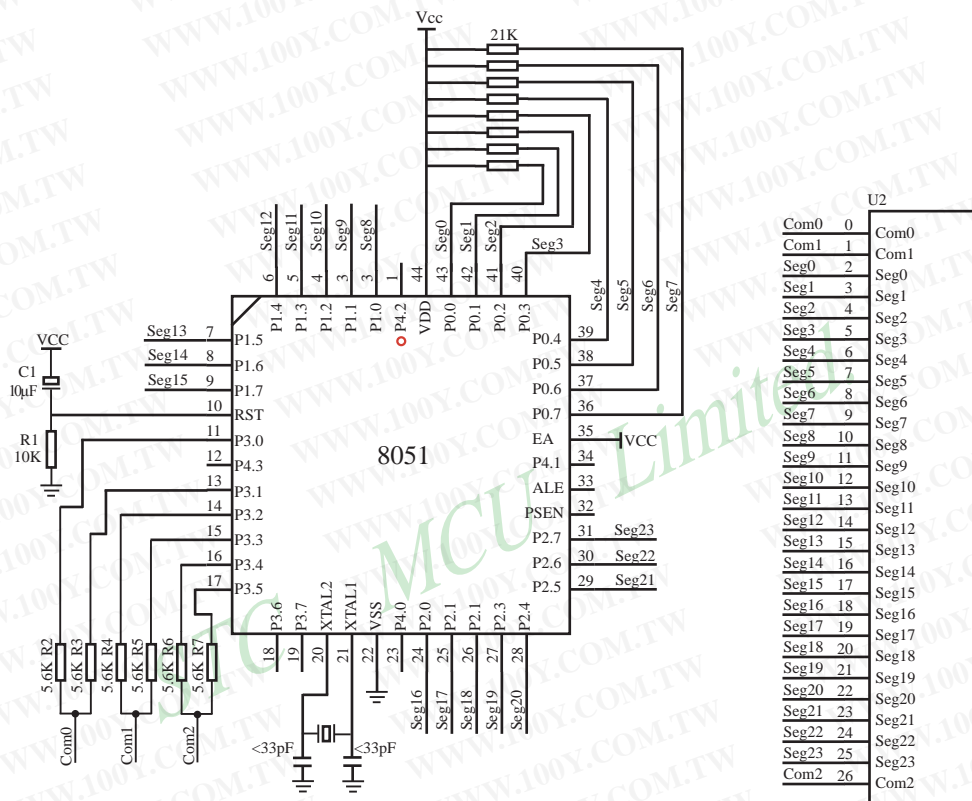 Vcc
21K
Seg12
Seg11
Seg10
Seg9
Seg8
Seg0
Seg1
Seg2
Seg3
Seg4
Seg5
Seg6
Seg7
6
5
4
3
3
1
44
43
42
41
40
P1.4
P1.3
P1.2
P1.1
P1.0
P4.2
VDD
P0.0
P0.1
P0.2
P0.3
Seg13 7 P1.5
Seg14 8 P1.6
Seg15 9 P1.7
10 RST
11 P3.0
12 P4.3
13 P3.1
14 P3.2
15 P3.3
16 P3.4
17 P3.5
VCC
C1
10μF
R1
10K
8051
P0.4 39
P0.5 38
P0.6 37
P0.7 36
EA 35 VCC
P4.1 34
ALE 33
PSEN 32
P2.7 31 Seg23
P2.6 30 Seg22
P2.5 29 Seg21
P3.6
P3.7
XTAL2
XTAL1
VSS
P4.0
P2.0
P2.1
P2.1
P2.3
P2.4
18
19
20
21
22
23
24
25
26
27
28
Seg16
Seg17
Seg18
Seg19
Seg20
5.6K R2
5.6K R3
5.6K R4
5.6K R5
5.6K R6
5.6K R7
Com0
Com1
Com2
<33pF
<33pF
U2
Com0 0 Com0
Com1 1 Com1
Seg0 2 Seg0
Seg1 3 Seg1
Seg2 4 Seg2
Seg3 5 Seg3
Seg4 6 Seg4
Seg5 7 Seg5
Seg6 8 Seg6
Seg7 9 Seg7
Seg8 10 Seg8
Seg9 11 Seg9
Seg10 12 Seg10
Seg11 13 Seg11
Seg12 14 Seg12
Seg13 15 Seg13
Seg14 16 Seg14
Seg15 17 Seg15
Seg16 18 Seg16
Seg17 19 Seg17
Seg18 20 Seg18
Seg19 21 Seg19
Seg20 22 Seg20
Seg21 23 Seg21
Seg22 24 Seg22
Seg23 25 Seg23
Com2 26 Com2
STC MCU Limited
WWW.100Y.COM.TW